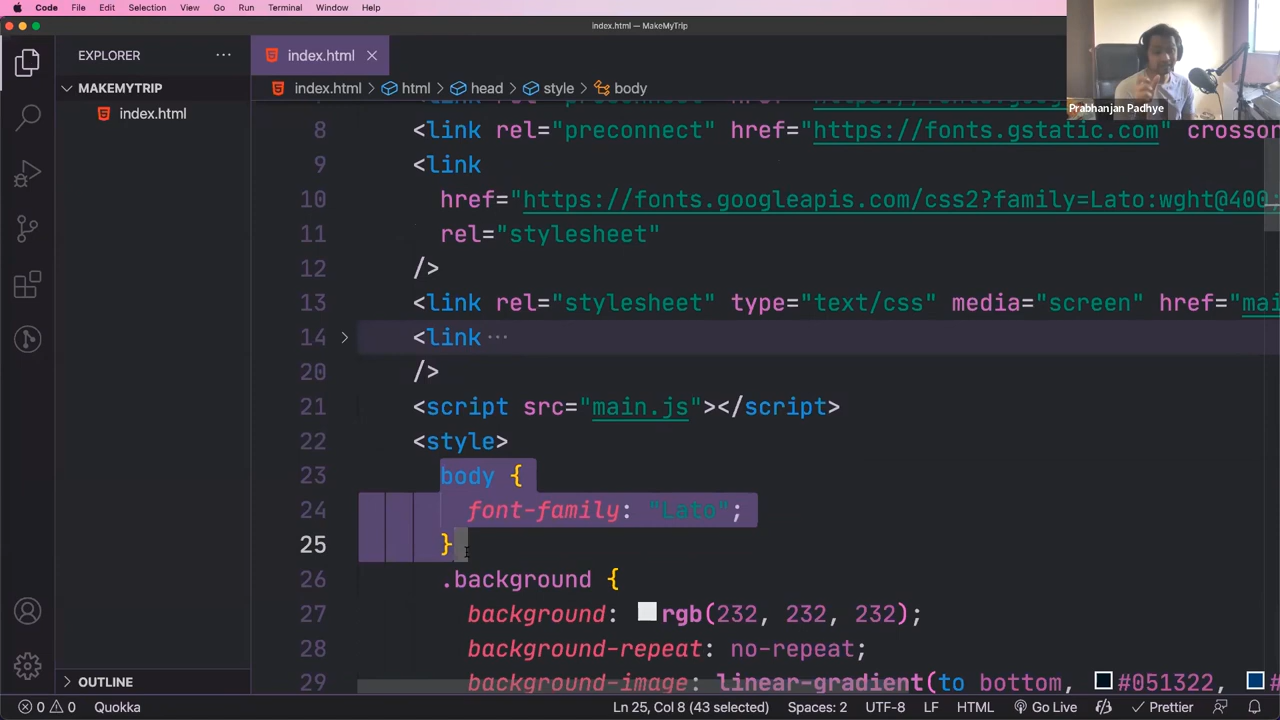 Code File Edit Selection View Go Run Terminal Window Help
index.html — MakeMyTrip
EXPLORER ···
index.html
Prabhanjan Padhye
MAKEMYTRIP
index.html
index.html > html > head > style > body
8 <link rel="preconnect" href="https://fonts.gstatic.com" crossor
9 <link
10 href="https://fonts.googleapis.com/css2?family=Lato:wght@400;
11 rel="stylesheet"
12 />
13 <link rel="stylesheet" type="text/css" media="screen" href="mai
14 <link ···
20 />
21 <script src="main.js"></script>
22 <style>
23 body {
24 font-family: "Lato";
25 }
26 .background {
27 background: rgb(232, 232, 232);
28 background-repeat: no-repeat;
29 background-image: linear-gradient(to bottom, #051322, #
OUTLINE
0 0 Quokka Ln 25, Col 8 (43 selected) Spaces: 2 UTF-8 LF HTML Go Live Prettier